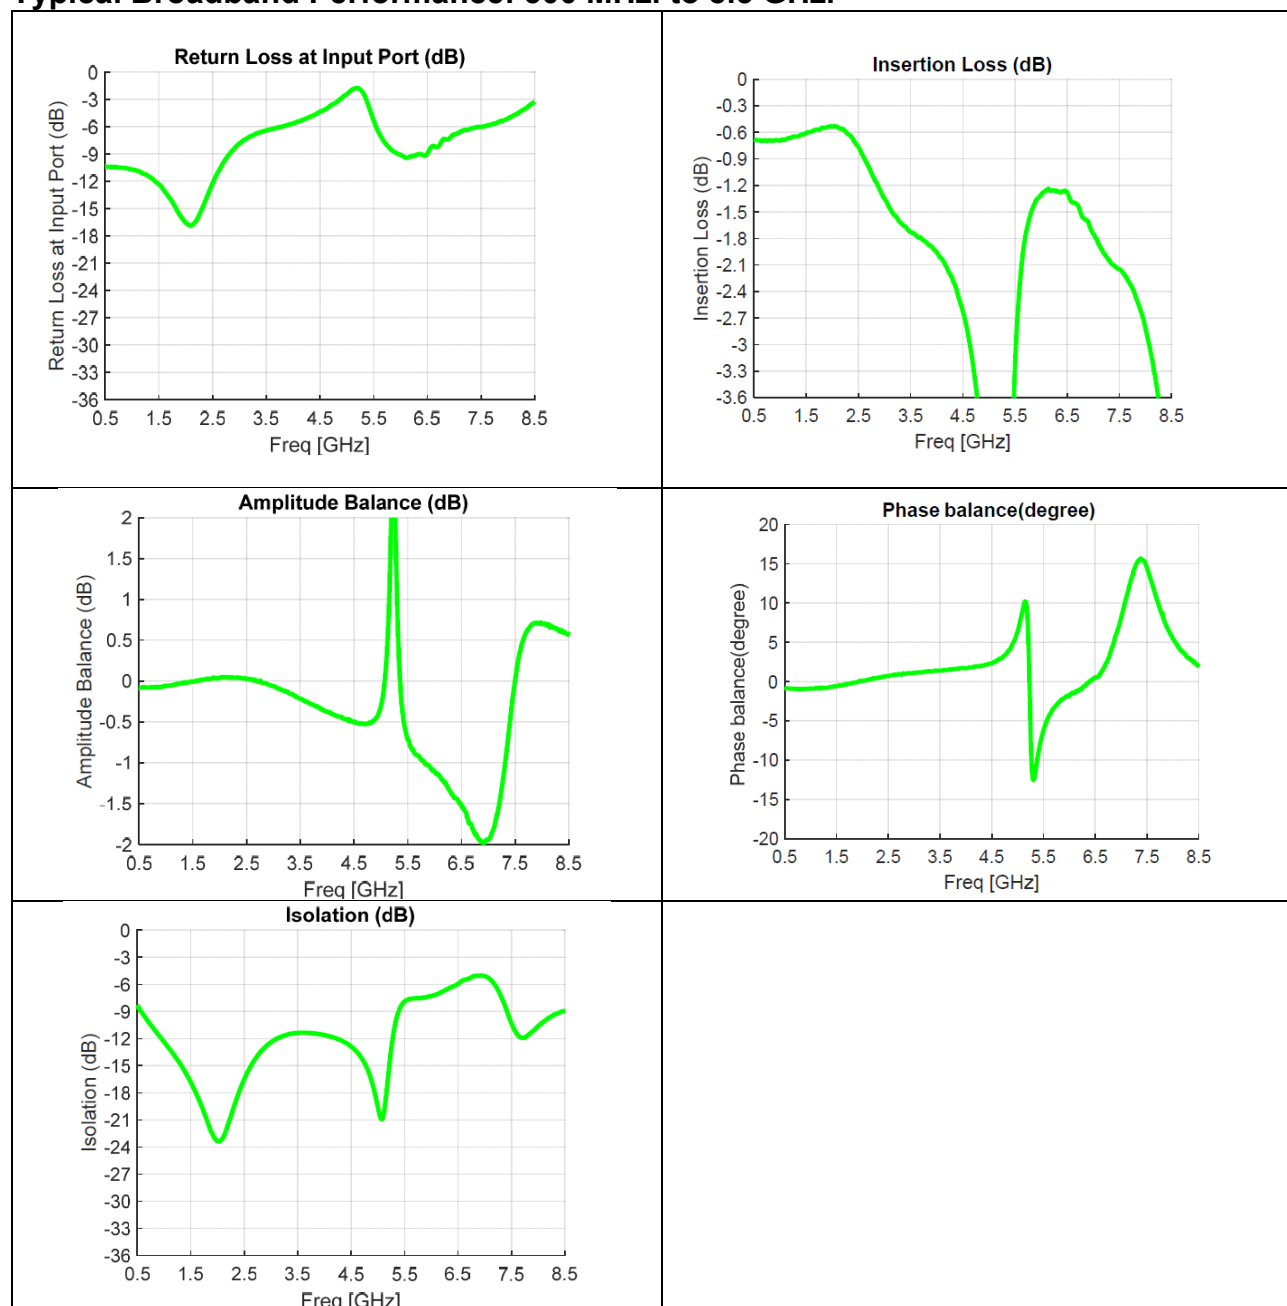 Typical Broadband Performance: 500 MHz. to 8.5 GHz.
Return Loss at Input Port (dB)
Return Loss at Input Port (dB)
0
-3
-6
-9
-12
-15
-18
-21
-24
-27
-30
-33
-36
0.5 1.5 2.5 3.5 4.5 5.5 6.5 7.5 8.5
Freq [GHz]
Insertion Loss (dB)
Insertion Loss (dB)
0
-0.3
-0.6
-0.9
-1.2
-1.5
-1.8
-2.1
-2.4
-2.7
-3
-3.3
-3.6
0.5 1.5 2.5 3.5 4.5 5.5 6.5 7.5 8.5
Freq [GHz]
Amplitude Balance (dB)
Amplitude Balance (dB)
2
1.5
1
0.5
0
-0.5
-1
-1.5
-2
0.5 1.5 2.5 3.5 4.5 5.5 6.5 7.5 8.5
Freq [GHz]
Phase balance(degree)
Phase balance(degree)
20
15
10
5
0
-5
-10
-15
-20
0.5 1.5 2.5 3.5 4.5 5.5 6.5 7.5 8.5
Freq [GHz]
Isolation (dB)
Isolation (dB)
0
-3
-6
-9
-12
-15
-18
-21
-24
-27
-30
-33
-36
0.5 1.5 2.5 3.5 4.5 5.5 6.5 7.5 8.5
Freq [GHz]